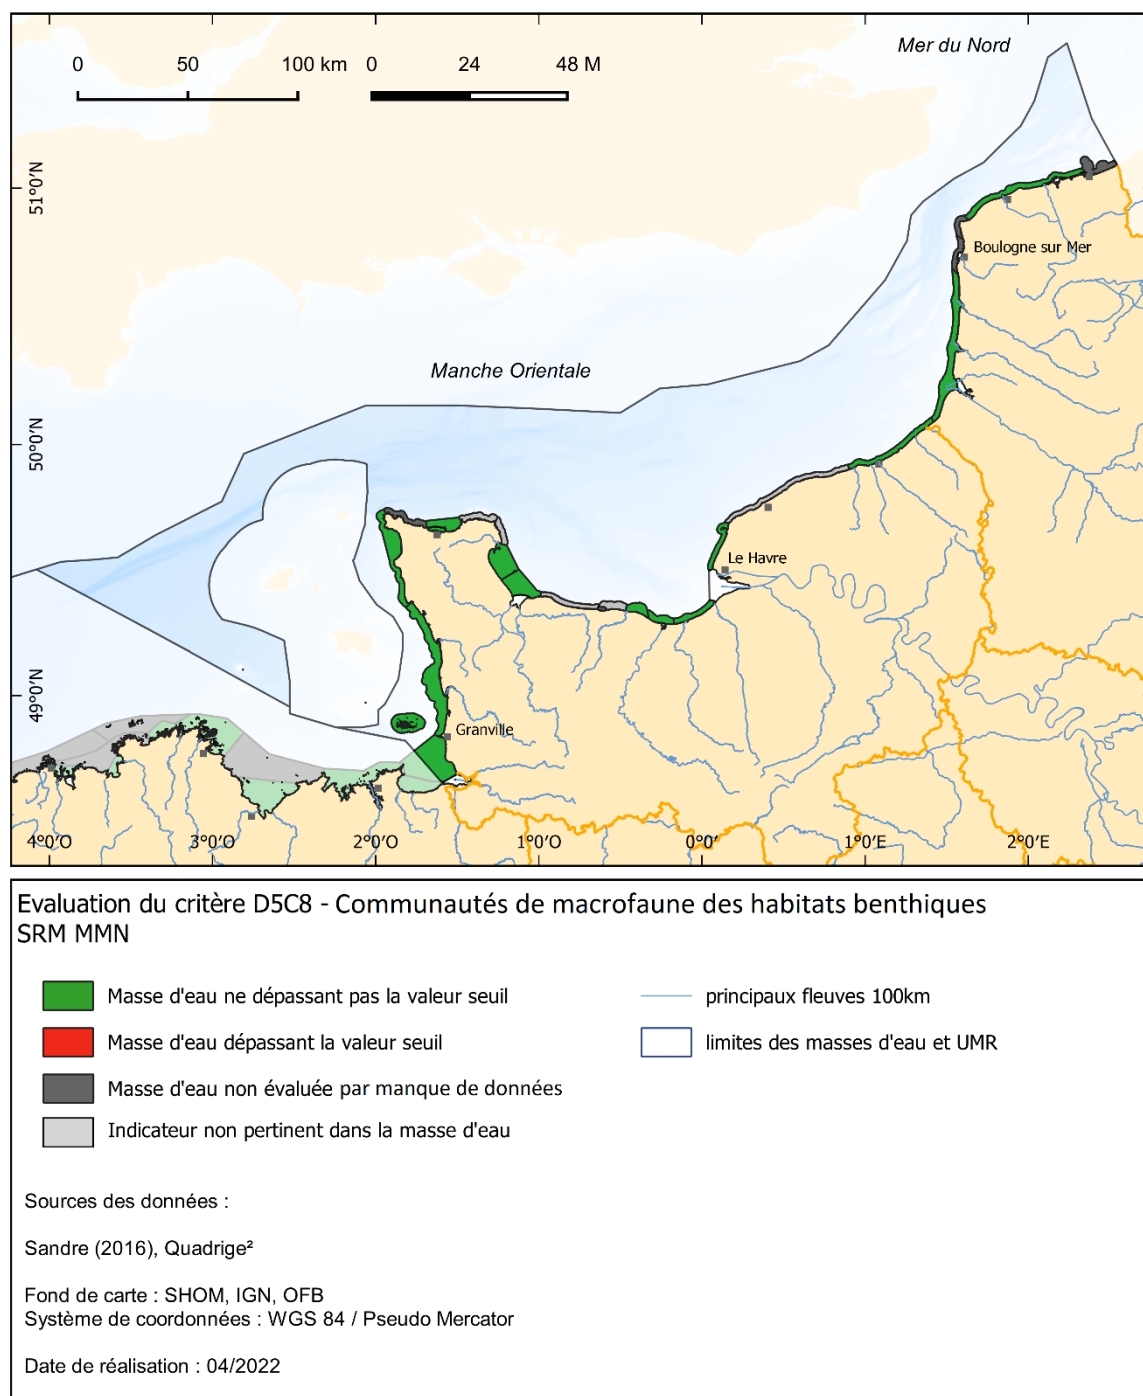 Mer du Nord
0 50 100 km 0 24 48 M
51°0'N
Boulogne sur Mer
Manche Orientale
50°0'N
Le Havre
49°0'N
Granville
4°0'O 3°0'O 2°0'O 1°0'O 0°0' 1°0'E 2°0'E
Evaluation du critère D5C8 - Communautés de macrofaune des habitats benthiques
SRM MMN
Masse d'eau ne dépassant pas la valeur seuil
principaux fleuves 100km
Masse d'eau dépassant la valeur seuil
limites des masses d'eau et UMR
Masse d'eau non évaluée par manque de données
Indicateur non pertinent dans la masse d'eau
Sources des données :
Sandre (2016), Quadrige²
Fond de carte : SHOM, IGN, OFB
Système de coordonnées : WGS 84 / Pseudo Mercator
Date de réalisation : 04/2022